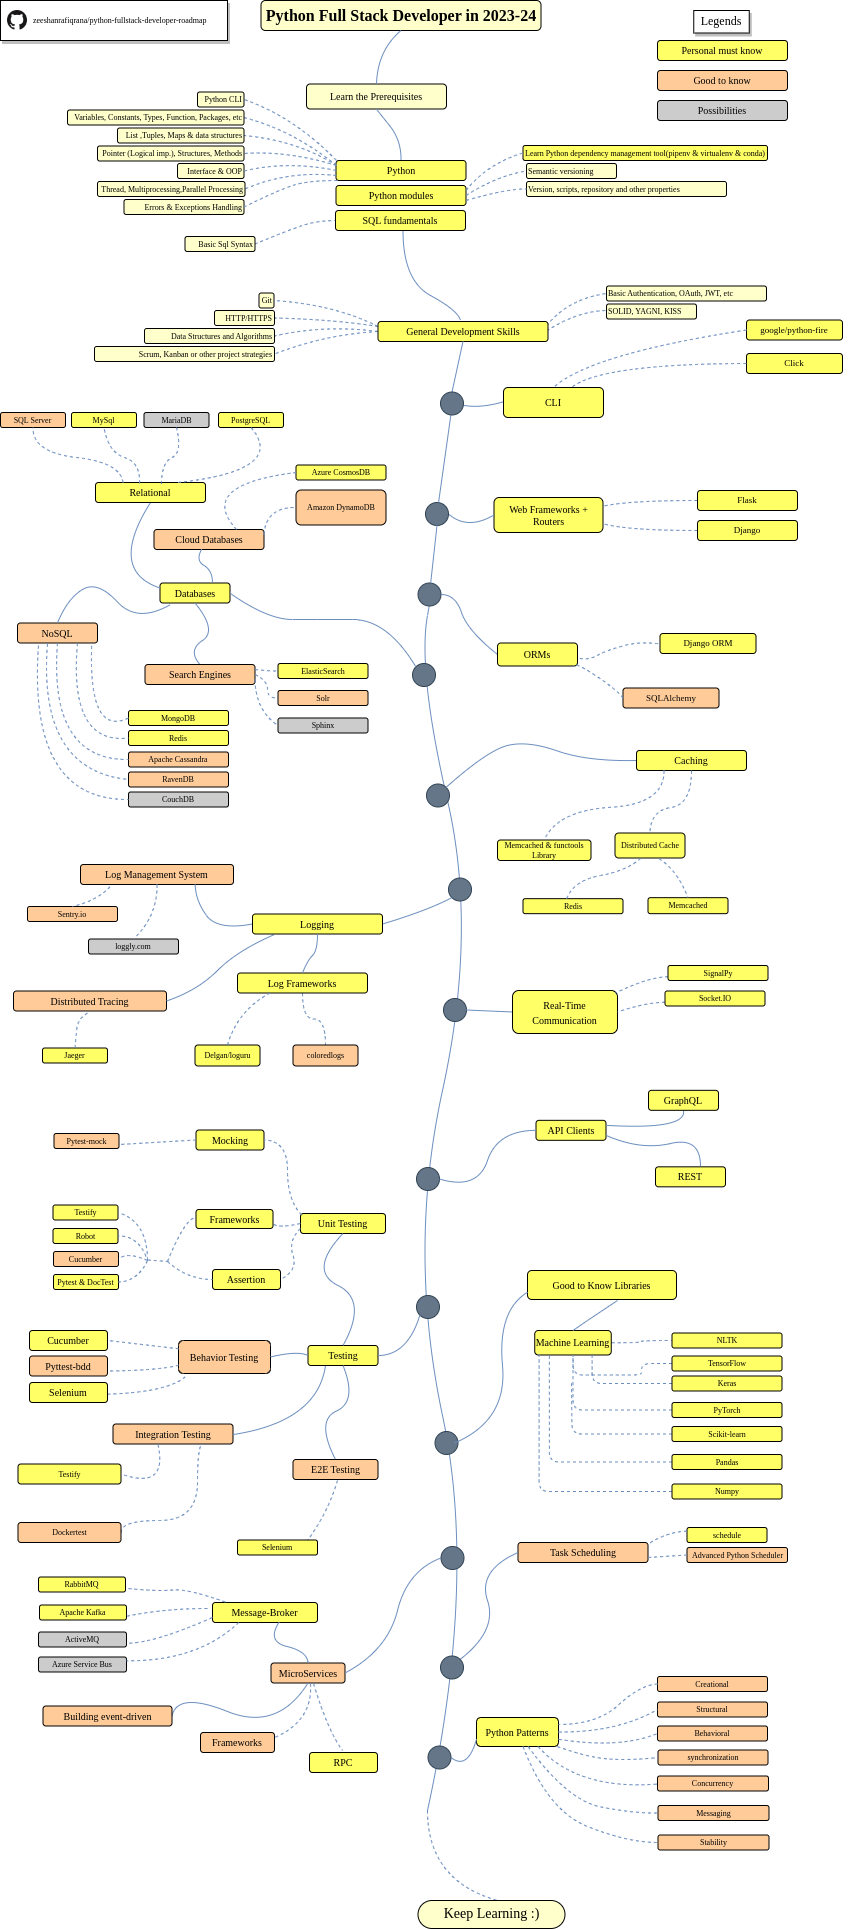 zeeshanrafiqrana/python-fullstack-developer-roadmap
Python Full Stack Developer in 2023-24
Legends
Personal must know
Good to know
Possibilities
Learn the Prerequisites
Python CLI
Variables, Constants, Types, Function, Packages, etc
List ,Tuples, Maps & data structures
Pointer (Logical imp.), Structures, Methods
Interface & OOP
Thread, Multiprocessing,Parallel Processing
Errors & Exceptions Handling
Basic Sql Syntax
Python
Python modules
SQL fundamentals
Learn Python dependency management tool(pipenv & virtualenv & conda)
Semantic versioning
Version, scripts, repository and other properties
Git
HTTP/HTTPS
Data Structures and Algorithms
Scrum, Kanban or other project strategies
General Development Skills
Basic Authentication, OAuth, JWT, etc
SOLID, YAGNI, KISS
google/python-fire
Click
CLI
SQL Server
MySql
MariaDB
PostgreSQL
Relational
Azure CosmosDB
Amazon DynamoDB
Cloud Databases
Web Frameworks +
Routers
Flask
Django
Databases
NoSQL
Search Engines
ElasticSearch
Solr
Sphinx
ORMs
Django ORM
SQLAlchemy
MongoDB
Redis
Apache Cassandra
RavenDB
CouchDB
Caching
Memcached & functools
Library
Distributed Cache
Redis
Memcached
Log Management System
Sentry.io
loggly.com
Logging
Distributed Tracing
Log Frameworks
Jaeger
Delgan/loguru
coloredlogs
Real-Time
Communication
SignalPy
Socket.IO
GraphQL
API Clients
REST
Pytest-mock
Mocking
Testify
Robot
Cucumber
Pytest & DocTest
Frameworks
Unit Testing
Assertion
Good to Know Libraries
Machine Learning
NLTK
TensorFlow
Keras
PyTorch
Scikit-learn
Pandas
Numpy
Cucumber
Pyttest-bdd
Selenium
Behavior Testing
Testing
Integration Testing
Testify
Dockertest
E2E Testing
Selenium
Task Scheduling
schedule
Advanced Python Scheduler
RabbitMQ
Apache Kafka
ActiveMQ
Azure Service Bus
Message-Broker
MicroServices
Building event-driven
Frameworks
RPC
Python Patterns
Creational
Structural
Behavioral
synchronization
Concurrency
Messaging
Stability
Keep Learning :)